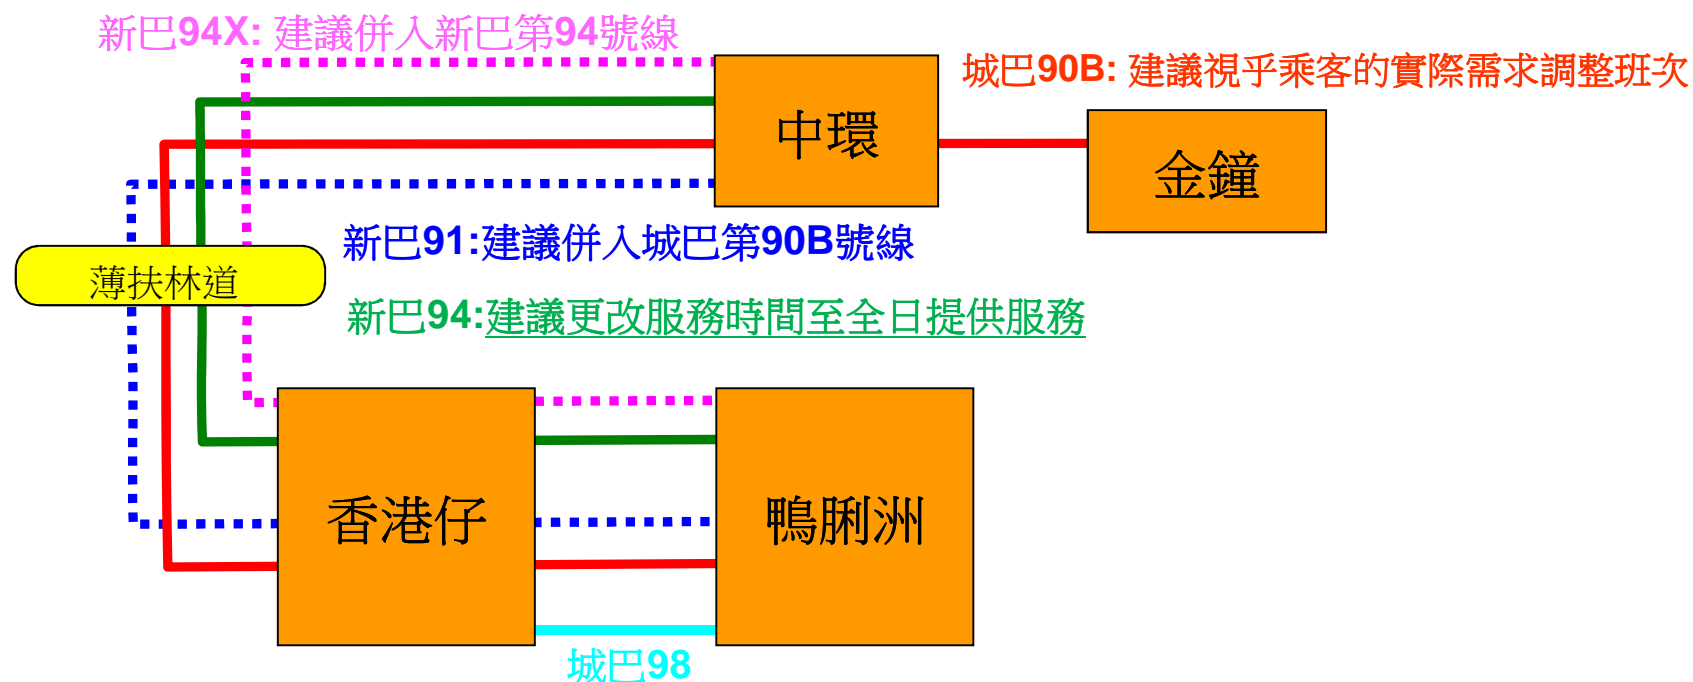 新巴94X: 建議併入新巴第94號線
城巴90B: 建議視乎乘客的實際需求調整班次
中環
金鐘
新巴91:建議併入城巴第90B號線
薄扶林道
新巴94:建議更改服務時間至全日提供服務
香港仔
鴨脷洲
城巴98